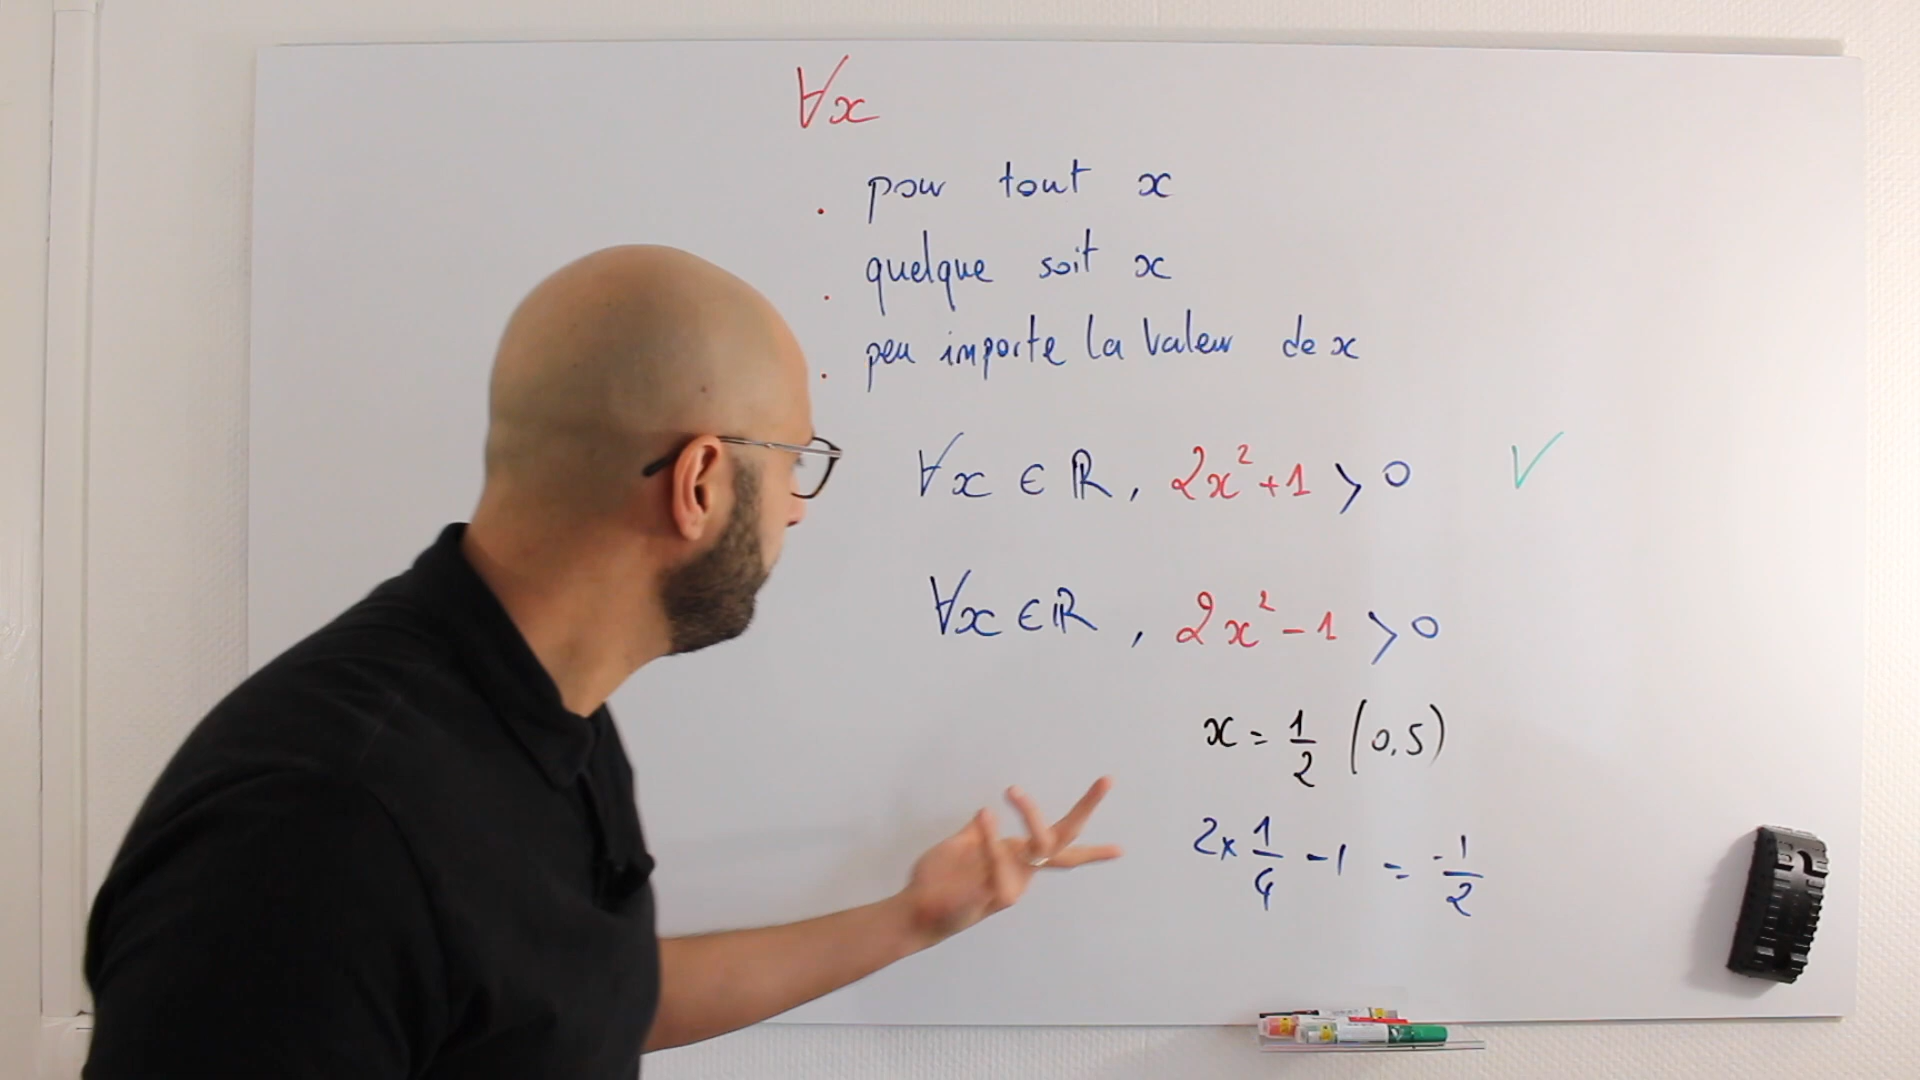 ∀x
. pour tout x
. quelque soit x
. peu importe la valeur de x
∀x ∈ ℝ, 2x²+1 > 0 √
∀x ∈ ℝ, 2x²-1 > 0
x = 1/2 (0,5)
2 × 1/4 - 1 = -1/2